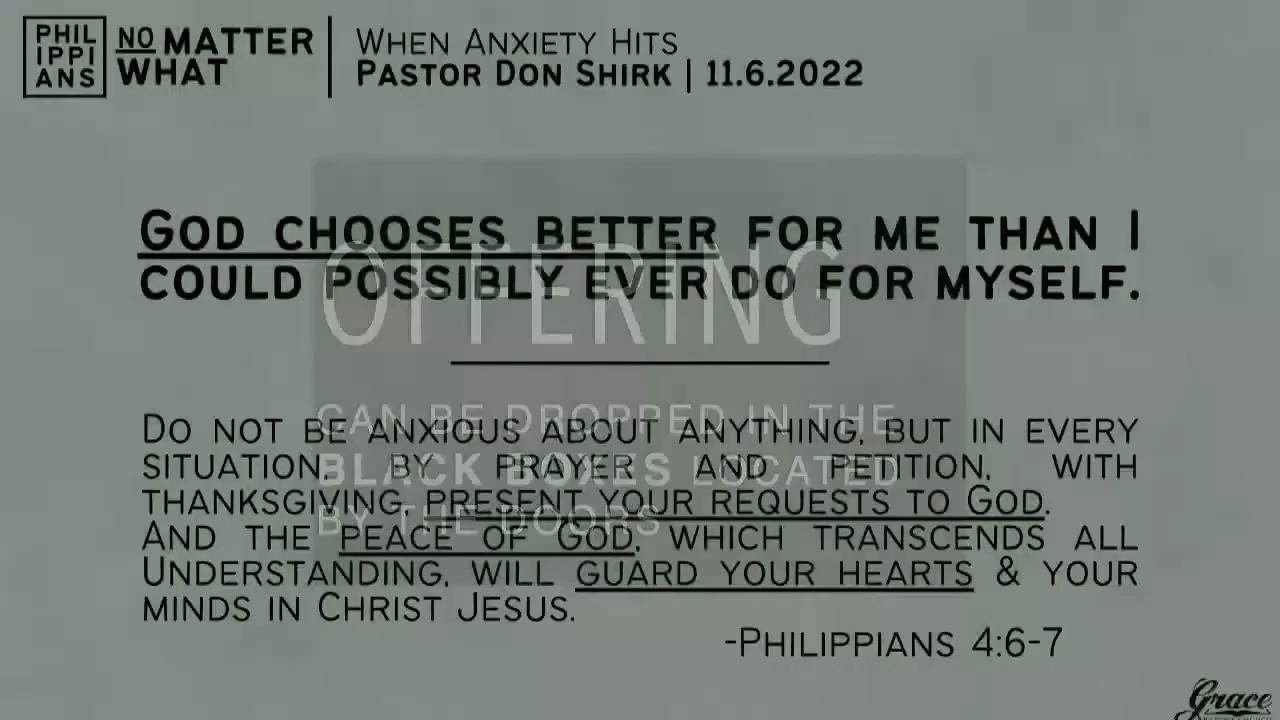 PHIL
IPPI
ANS
NO MATTER
WHAT
WHEN ANXIETY HITS
PASTOR DON SHIRK | 11.6.2022
GOD CHOOSES BETTER FOR ME THAN I
COULD POSSIBLY EVER DO FOR MYSELF.
OFFERING
CAN BE DROPPED IN THE
BLACK BOXES LOCATED
BY THE DOORS
DO NOT BE ANXIOUS ABOUT ANYTHING, BUT IN EVERY
SITUATION, BY PRAYER AND PETITION, WITH
THANKSGIVING, PRESENT YOUR REQUESTS TO GOD.
AND THE PEACE OF GOD, WHICH TRANSCENDS ALL
UNDERSTANDING, WILL GUARD YOUR HEARTS & YOUR
MINDS IN CHRIST JESUS.
-PHILIPPIANS 4:6-7
Grace